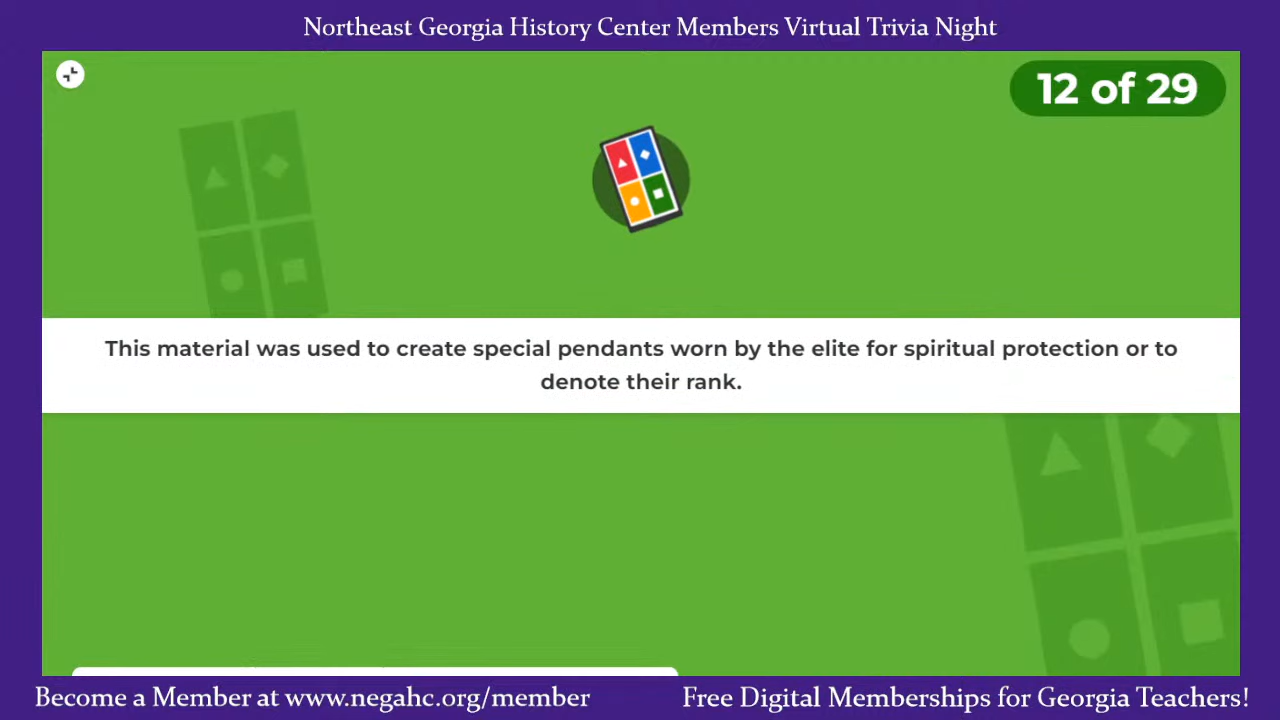 Northeast Georgia History Center Members Virtual Trivia Night
12 of 29
This material was used to create special pendants worn by the elite for spiritual protection or to
denote their rank.
Become a Member at www.negahc.org/member
Free Digital Memberships for Georgia Teachers!